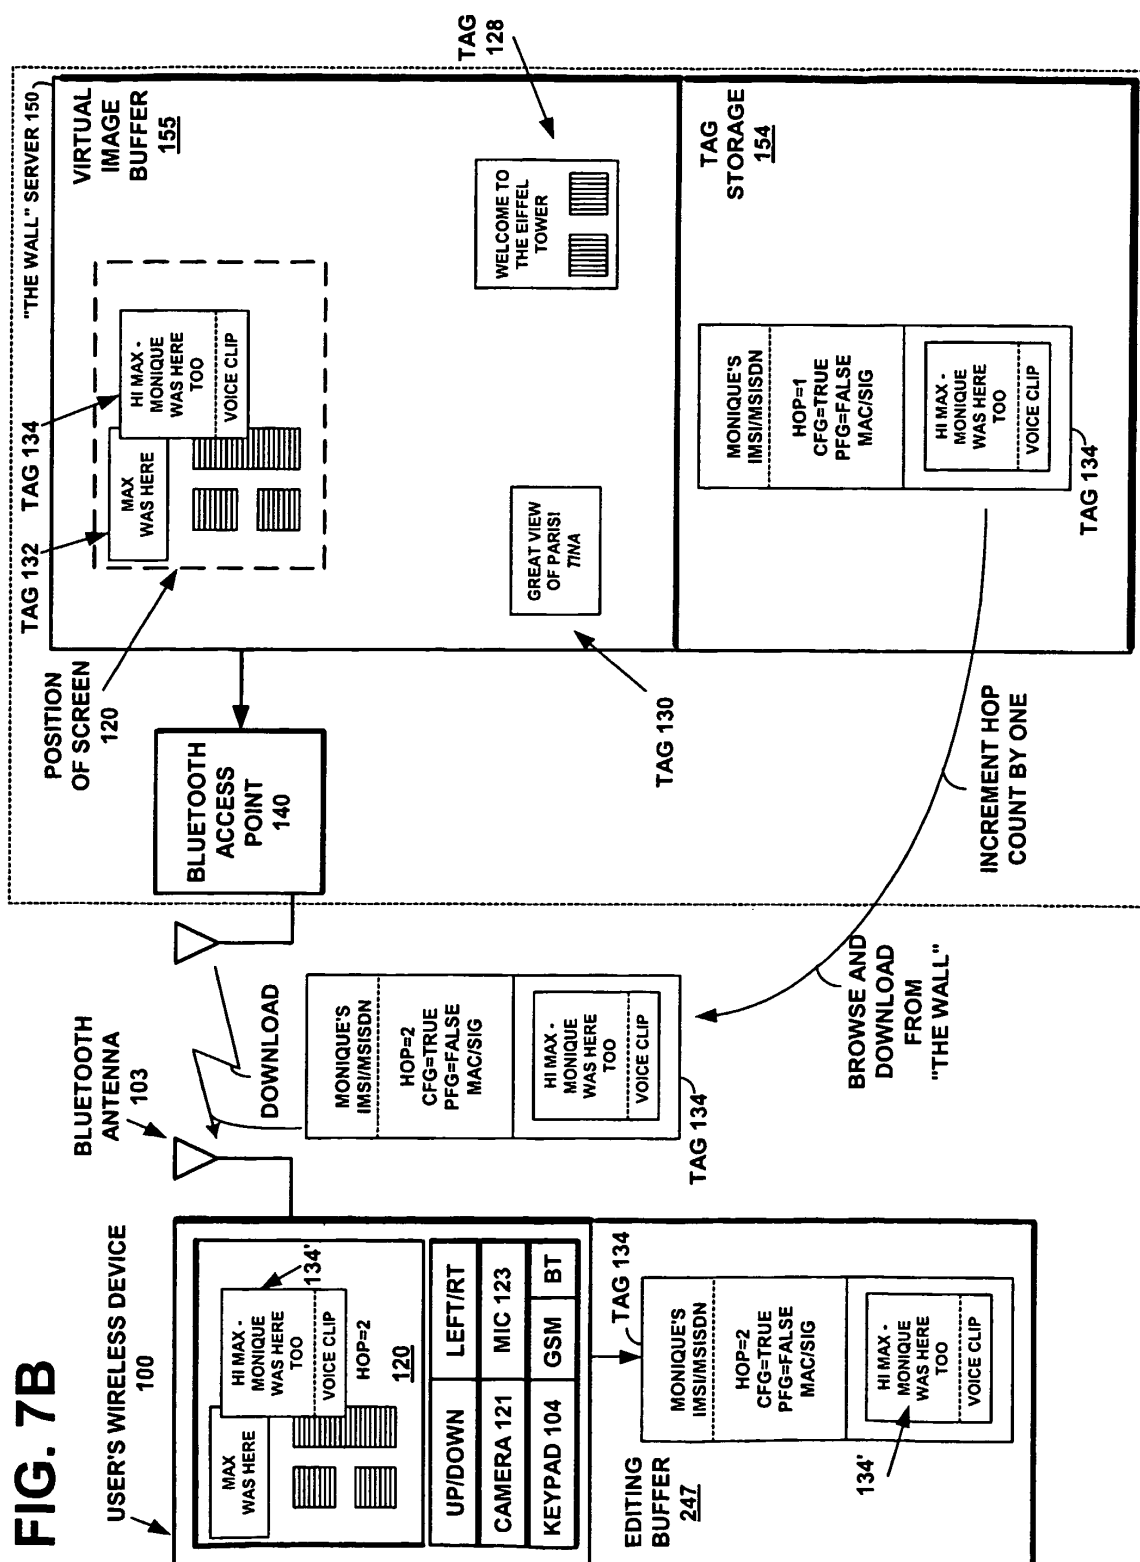 FIG. 7B
USER'S WIRELESS DEVICE
100
MAX
WAS HERE
HI MAX -
MONIQUE
WAS HERE
TOO
VOICE CLIP
134'
HOP=2
120
UP/DOWN
LEFT/RT
CAMERA 121
MIC 123
KEYPAD 104
GSM
BT
EDITING
BUFFER
247
TAG 134
MONIQUE'S
IMSI/MSISDN
HOP=2
CFG=TRUE
PFG=FALSE
MAC/SIG
HI MAX -
MONIQUE
WAS HERE
TOO
VOICE CLIP
134'
BLUETOOTH
ANTENNA
103
DOWNLOAD
MONIQUE'S
IMSI/MSISDN
HOP=2
CFG=TRUE
PFG=FALSE
MAC/SIG
HI MAX -
MONIQUE
WAS HERE
TOO
VOICE CLIP
TAG 134
BROWSE AND
DOWNLOAD
FROM
"THE WALL"
INCREMENT HOP
COUNT BY ONE
BLUETOOTH
ACCESS
POINT
140
POSITION
OF SCREEN
120
TAG 132
TAG 134
"THE WALL" SERVER 150
VIRTUAL
IMAGE
BUFFER
155
MAX
WAS HERE
HI MAX -
MONIQUE
WAS HERE
TOO
VOICE CLIP
GREAT VIEW
OF PARIS!
TINA
TAG 130
WELCOME TO
THE EIFFEL
TOWER
TAG
128
TAG
STORAGE
154
MONIQUE'S
IMSI/MSISDN
HOP=1
CFG=TRUE
PFG=FALSE
MAC/SIG
HI MAX -
MONIQUE
WAS HERE
TOO
VOICE CLIP
TAG 134